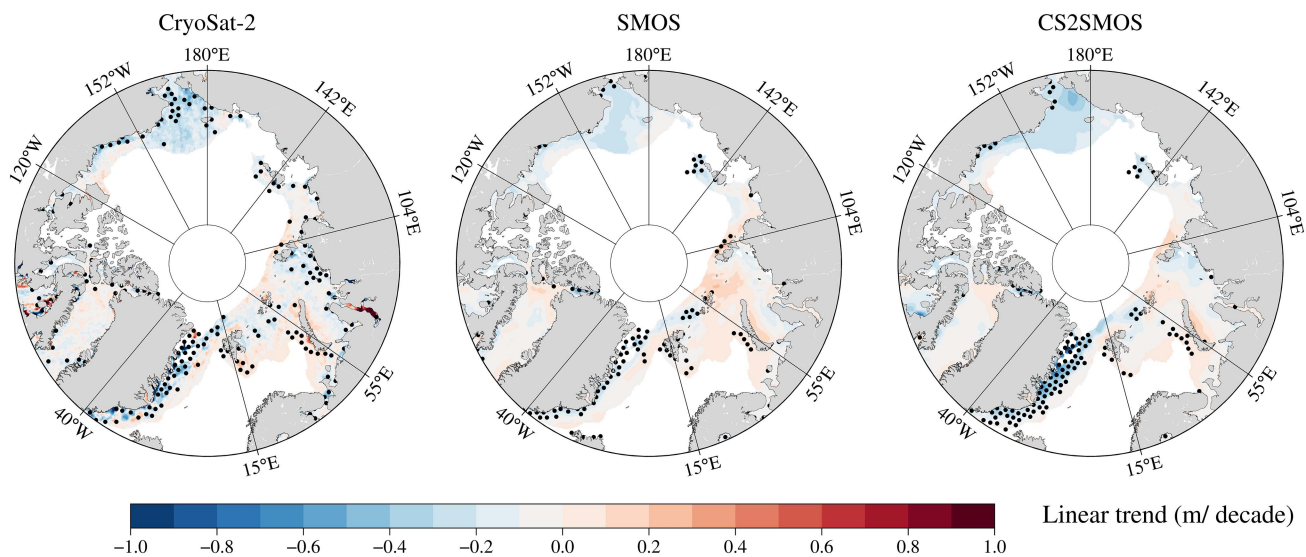 CryoSat-2 SMOS CS2SMOS
180°E 180°E 180°E
152°W 142°E 152°W 142°E 152°W 142°E
120°W 104°E 120°W 104°E 120°W 104°E
40°W 55°E 40°W 55°E 40°W 55°E
15°E 15°E 15°E
Linear trend (m/ decade)
−1.0 −0.8 −0.6 −0.4 −0.2 0.0 0.2 0.4 0.6 0.8 1.0